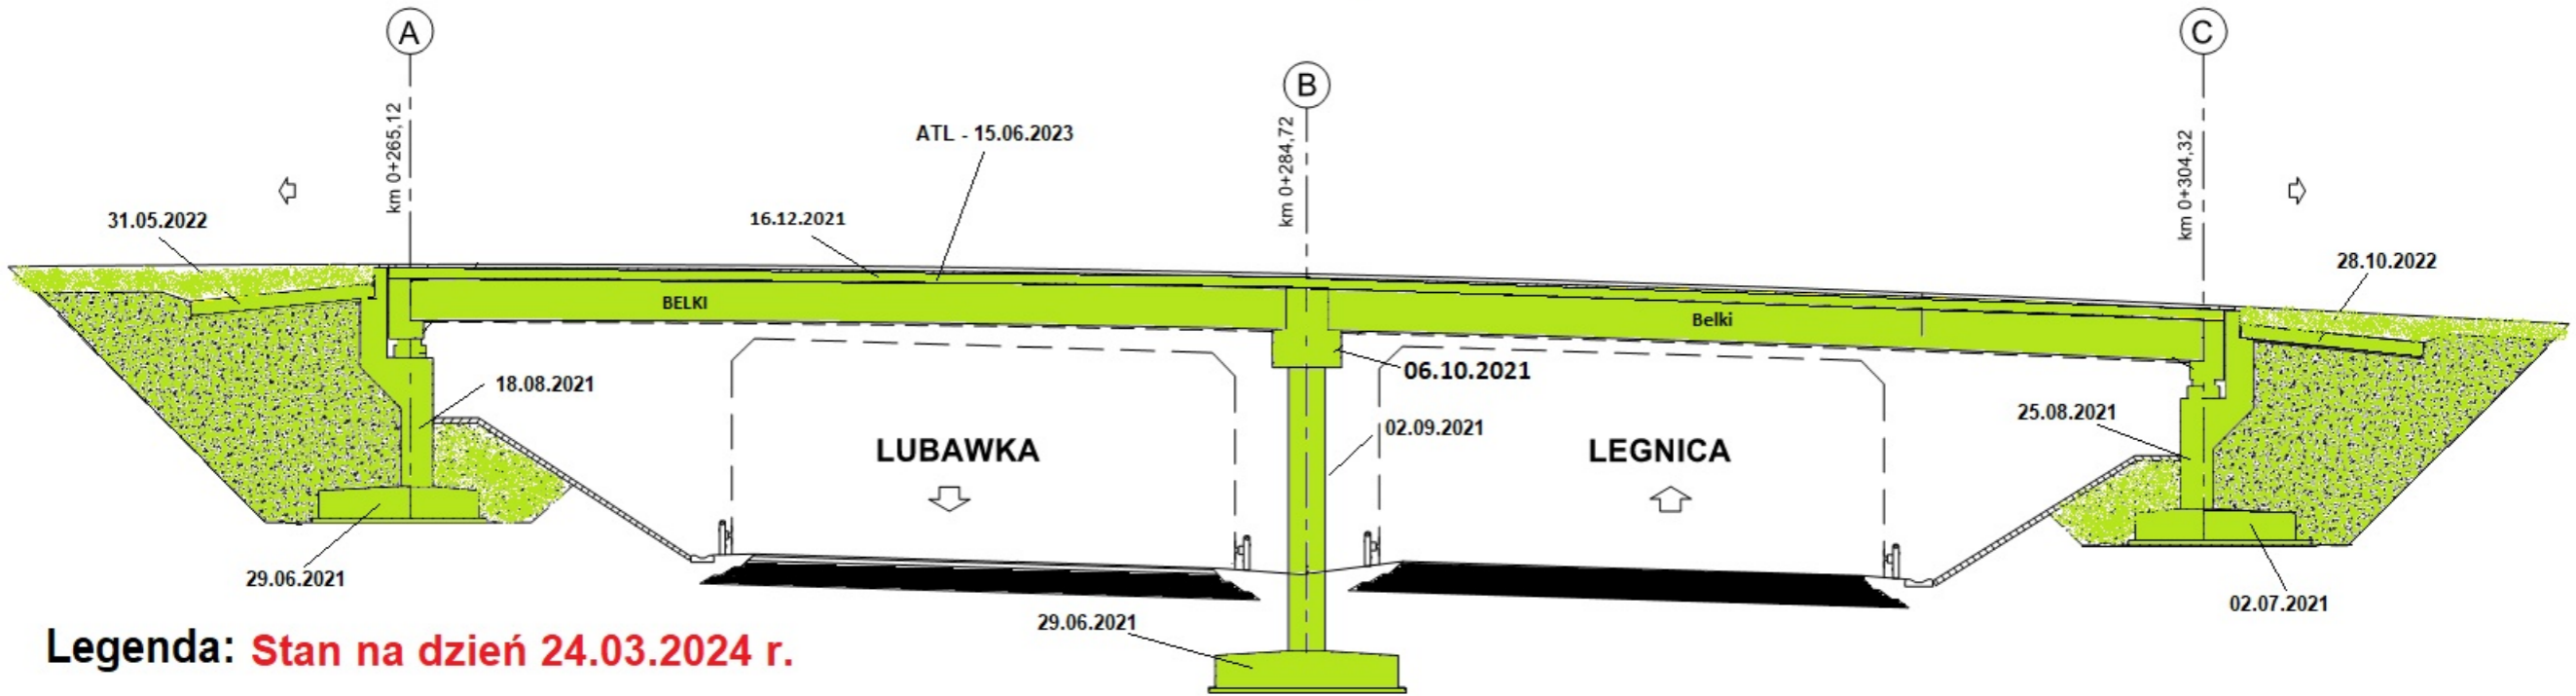 A
B
C
km 0+265,12
km 0+284,72
km 0+304,32
ATL - 15.06.2023
31.05.2022
16.12.2021
28.10.2022
BELKI
Belki
06.10.2021
18.08.2021
25.08.2021
02.09.2021
LUBAWKA
LEGNICA
29.06.2021
02.07.2021
29.06.2021
Legenda: Stan na dzień 24.03.2024 r.